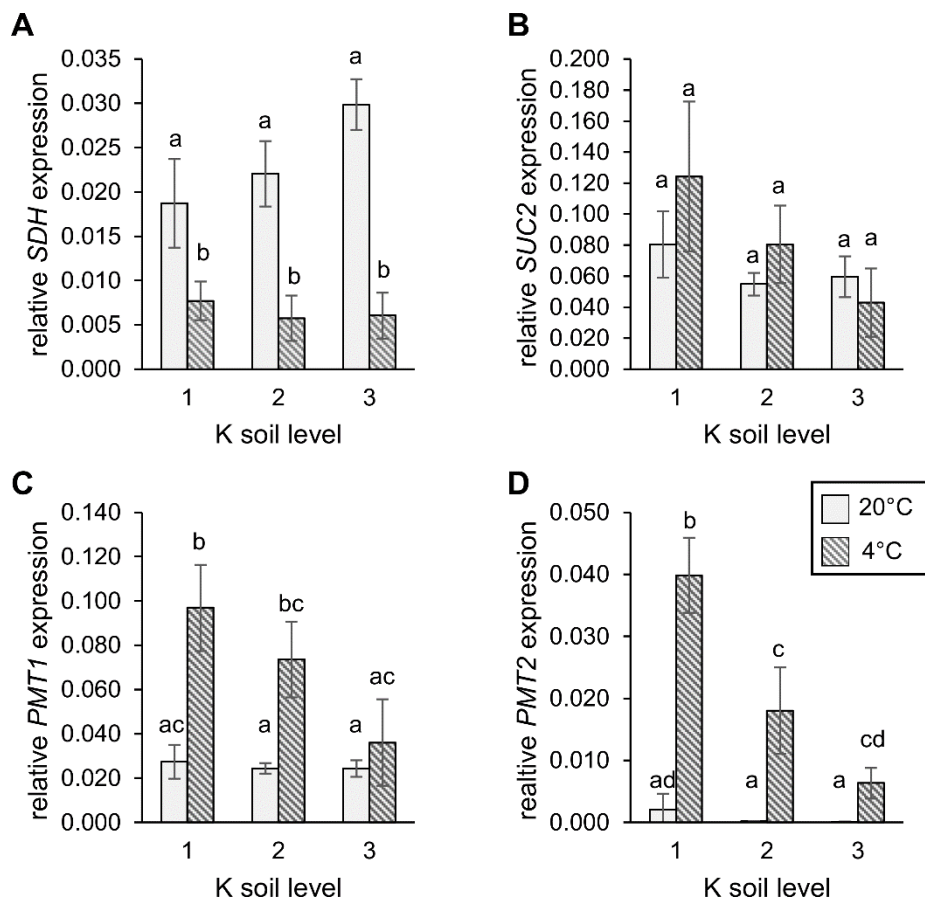 A
relative SDH expression
0.035
0.030
0.025
0.020
0.015
0.010
0.005
0.000
a
a
a
b
b
b
1 2 3
K soil level
B
relative SUC2 expression
0.200
0.180
0.160
0.140
0.120
0.100
0.080
0.060
0.040
0.020
0.000
a
a
a
a
a
a
1 2 3
K soil level
C
relative PMT1 expression
0.140
0.120
0.100
0.080
0.060
0.040
0.020
0.000
ac
b
a
bc
a
ac
1 2 3
K soil level
D
realtive PMT2 expression
0.050
0.040
0.030
0.020
0.010
0.000
ad
b
a
c
a
cd
1 2 3
K soil level
20°C
4°C